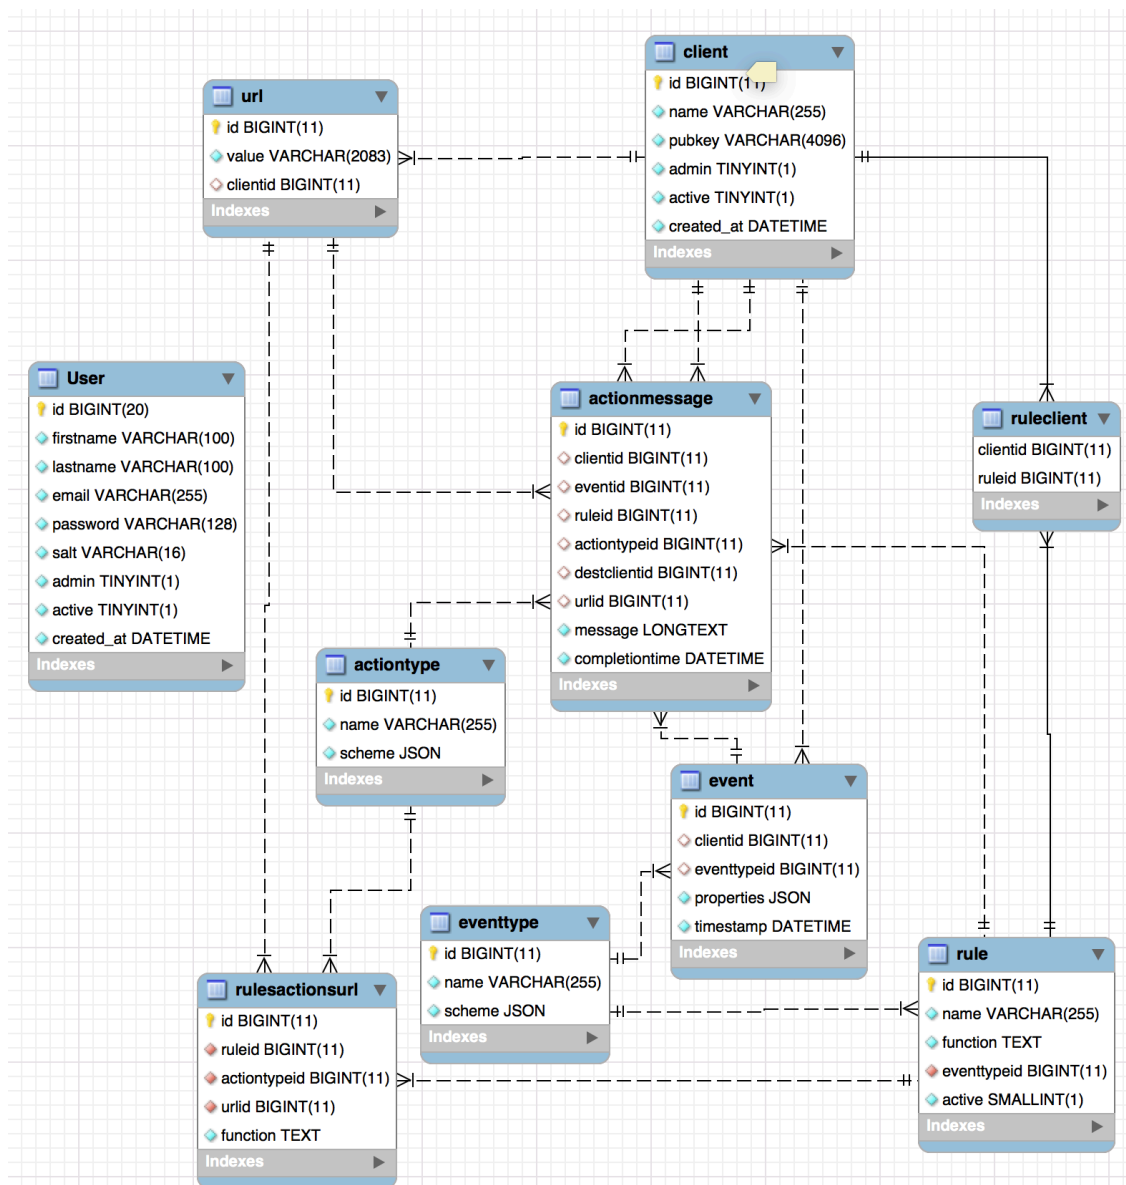 client
id BIGINT(11)
name VARCHAR(255)
pubkey VARCHAR(4096)
admin TINYINT(1)
active TINYINT(1)
created_at DATETIME
Indexes
url
id BIGINT(11)
value VARCHAR(2083)
clientid BIGINT(11)
Indexes
User
id BIGINT(20)
firstname VARCHAR(100)
lastname VARCHAR(100)
email VARCHAR(255)
password VARCHAR(128)
salt VARCHAR(16)
admin TINYINT(1)
active TINYINT(1)
created_at DATETIME
Indexes
actionmessage
id BIGINT(11)
clientid BIGINT(11)
eventid BIGINT(11)
ruleid BIGINT(11)
actiontypeid BIGINT(11)
destclientid BIGINT(11)
urlid BIGINT(11)
message LONGTEXT
completiontime DATETIME
Indexes
ruleclient
clientid BIGINT(11)
ruleid BIGINT(11)
Indexes
actiontype
id BIGINT(11)
name VARCHAR(255)
scheme JSON
Indexes
event
id BIGINT(11)
clientid BIGINT(11)
eventtypeid BIGINT(11)
properties JSON
timestamp DATETIME
Indexes
eventtype
id BIGINT(11)
name VARCHAR(255)
scheme JSON
Indexes
rule
id BIGINT(11)
name VARCHAR(255)
function TEXT
eventtypeid BIGINT(11)
active SMALLINT(1)
Indexes
rulesactionsurl
id BIGINT(11)
ruleid BIGINT(11)
actiontypeid BIGINT(11)
urlid BIGINT(11)
function TEXT
Indexes